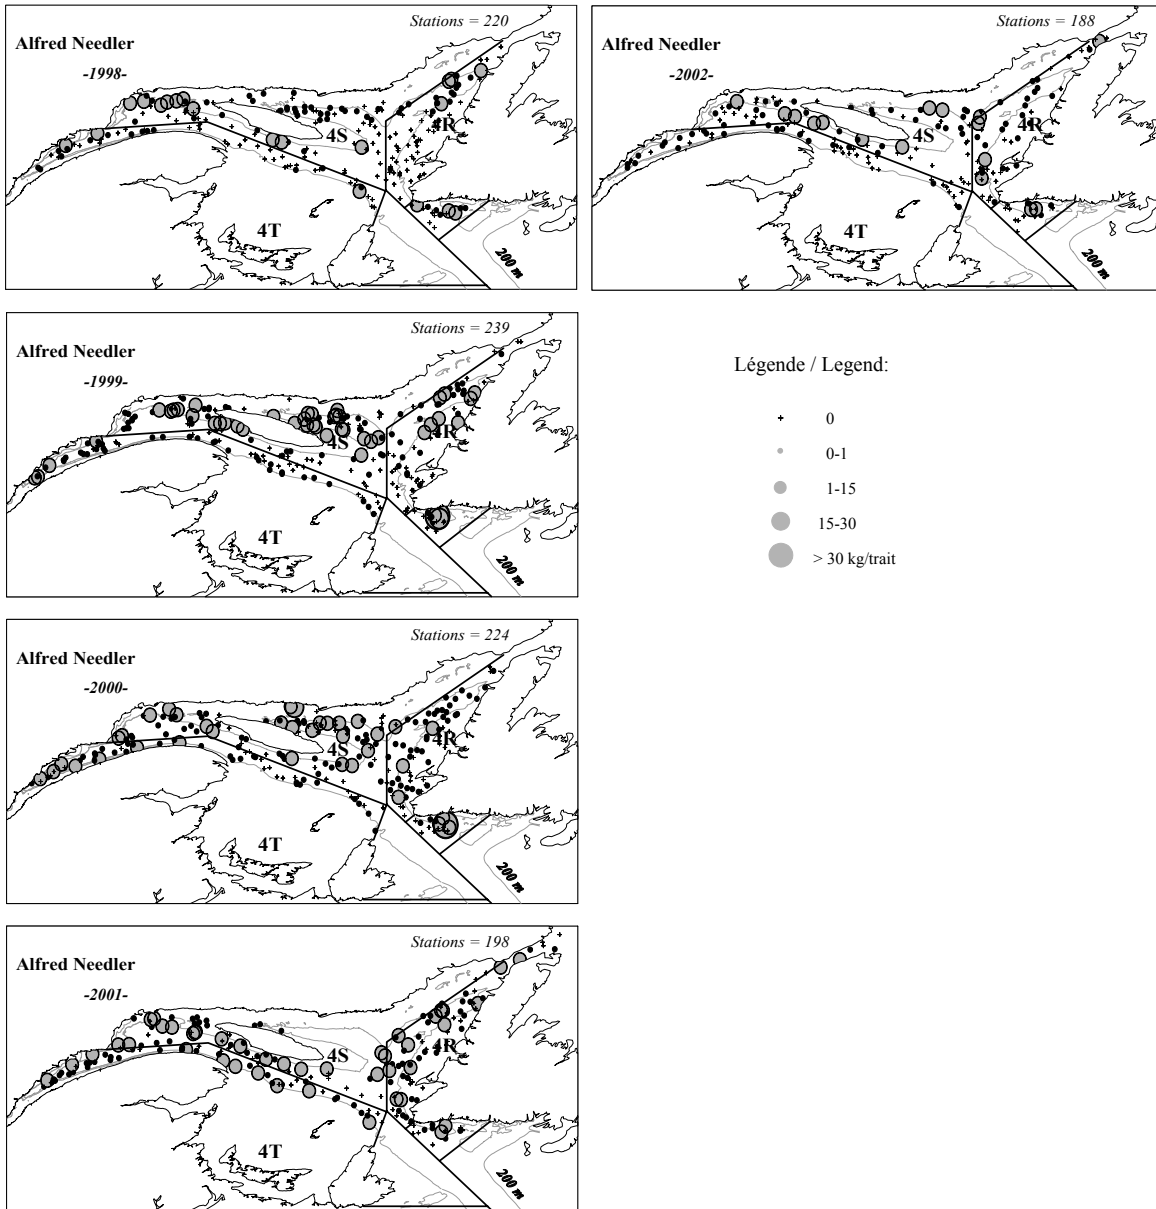 Stations = 220
Alfred Needler
-1998-
4S
4R
4T
200 m
Stations = 188
Alfred Needler
-2002-
4S
4R
4T
200 m
Stations = 239
Alfred Needler
-1999-
4S
4R
4T
200 m
Légende / Legend:
0
0-1
1-15
15-30
> 30 kg/trait
Stations = 224
Alfred Needler
-2000-
4S
4R
4T
200 m
Stations = 198
Alfred Needler
-2001-
4S
4R
4T
200 m